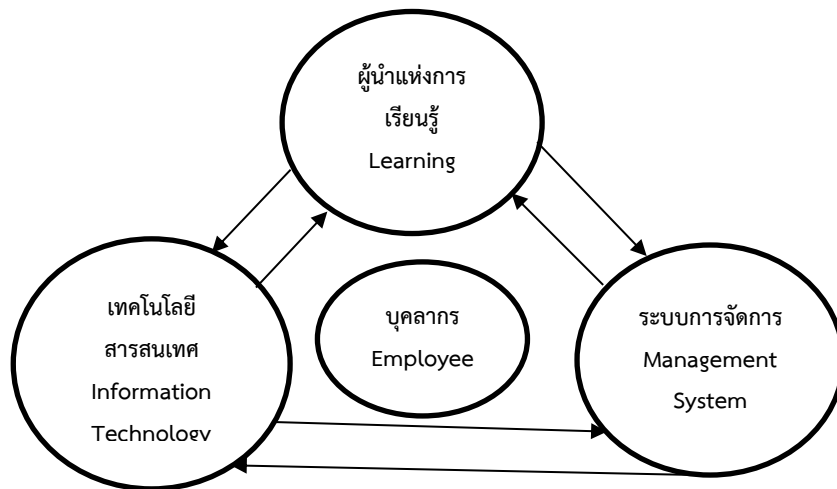 ผู้นำแห่งการ
เรียนรู้
Learning
เทคโนโลยี
สารสนเทศ
Information
Technology
บุคลากร
Employee
ระบบการจัดการ
Management
System